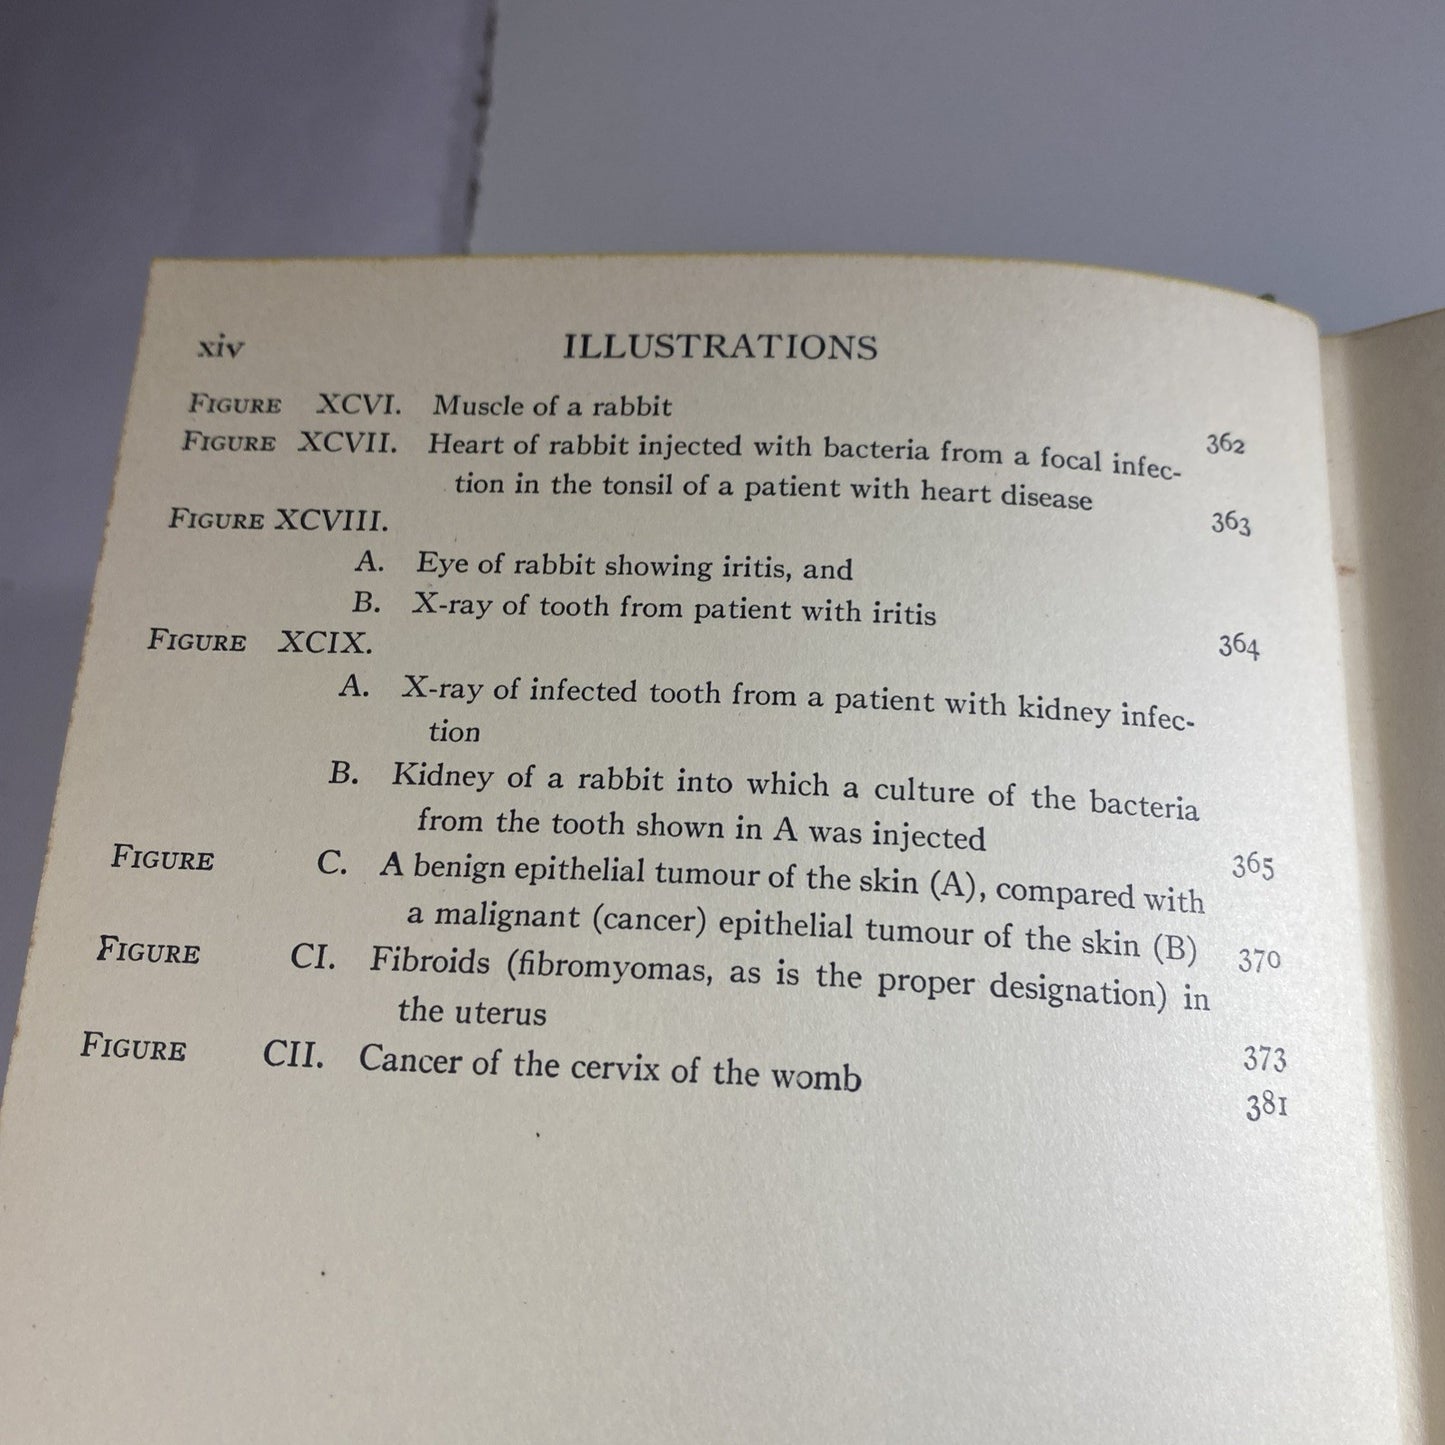 xiv ILLUSTRATIONS
FIGURE XCVI. Muscle of a rabbit 362
FIGURE XCVII. Heart of rabbit injected with bacteria from a focal infec-
tion in the tonsil of a patient with heart disease 363
FIGURE XCVIII.
A. Eye of rabbit showing iritis, and
B. X-ray of tooth from patient with iritis 364
FIGURE XCIX.
A. X-ray of infected tooth from a patient with kidney infec-
tion
B. Kidney of a rabbit into which a culture of the bacteria
from the tooth shown in A was injected 365
FIGURE C. A benign epithelial tumour of the skin (A), compared with
a malignant (cancer) epithelial tumour of the skin (B) 370
FIGURE CI. Fibroids (fibromyomas, as is the proper designation) in
the uterus 373
FIGURE CII. Cancer of the cervix of the womb 381